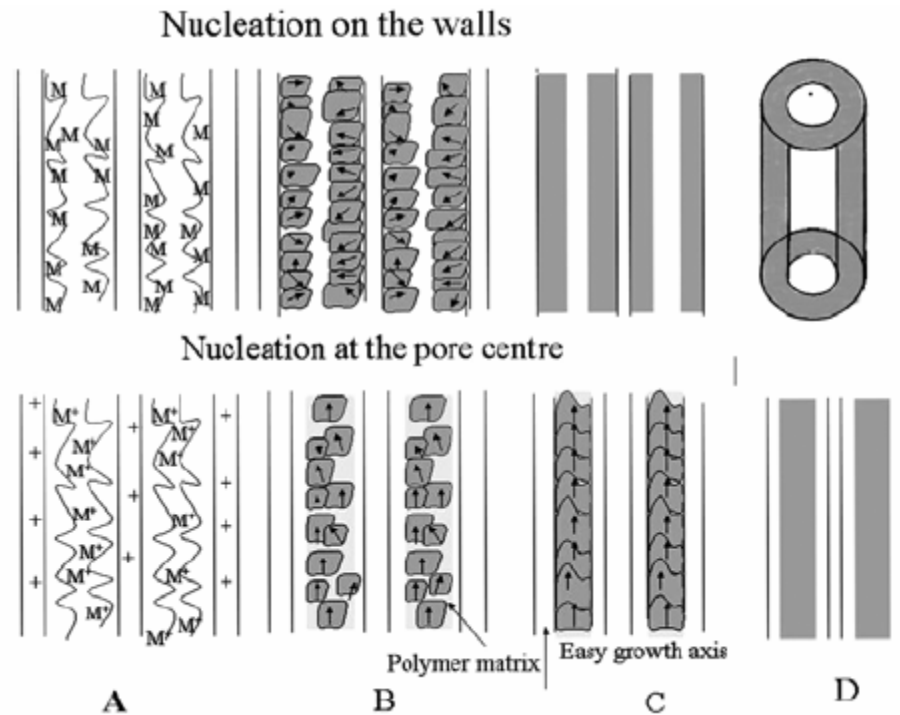 Nucleation on the walls
M M
M
M M
M M M
M M M
M M
M
M M
M M M
M M
M M
M M M
Nucleation at the pore centre
+ M⁺ M⁺ +
+ M⁺
+ M⁺ M⁺ +
M⁺ +
+ +
+ M⁺ M⁺ +
M⁺ +
+ M⁺ M⁺ +
M⁺ M⁺
M⁺
Polymer matrix
Easy growth axis
A B C D